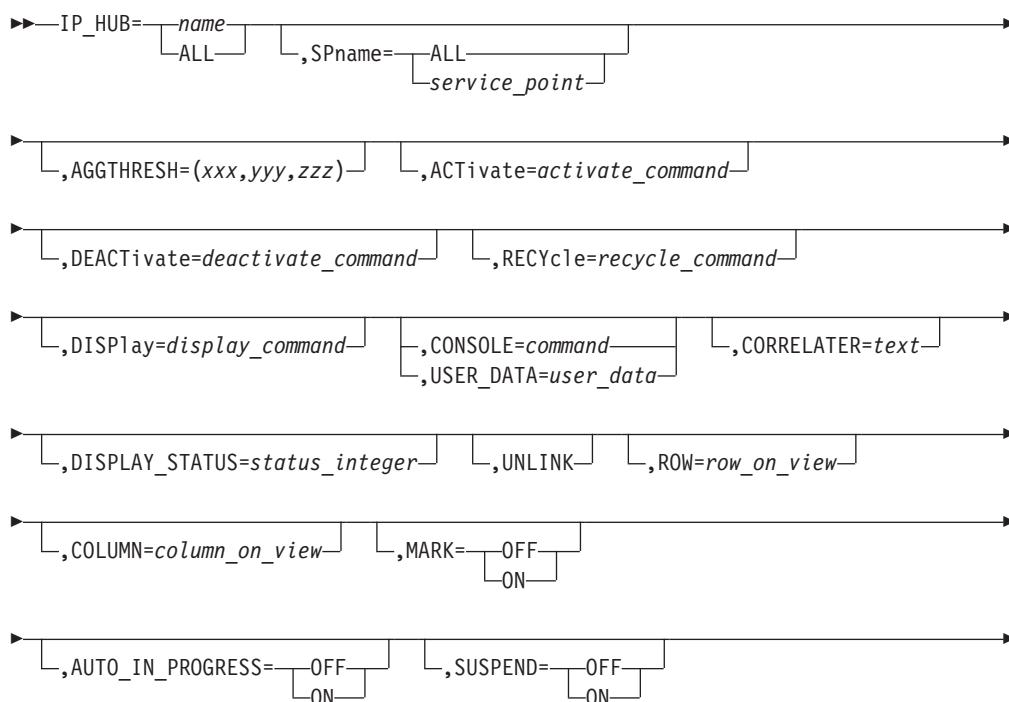 IP_HUB= name ,SPname= ALL
ALL service_point
,AGGTHRESH=(xxx,yyy,zzz) ,ACTivate=activate_command
,DEACTivate=deactivate_command ,RECYcle=recycle_command
,DISPlay=display_command ,CONSOLE=command ,CORRELATER=text
,USER_DATA=user_data
,DISPLAY_STATUS=status_integer ,UNLINK ,ROW=row_on_view
,COLUMN=column_on_view ,MARK= OFF
ON
,AUTO_IN_PROGRESS= OFF ,SUSPEND= OFF
ON ON